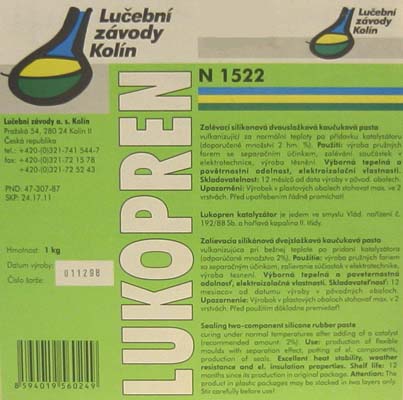 Lučební
závody
Kolín
Lučební
závody
Kolín
LUKOPREN
N 1522
Lučební závody a. s. Kolín
Pražská 54, 280 24 Kolín II
Česká republika
tel.: +420-(0)321-741 544-7
fax: +420-(0)321-72 15 78
+420-(0)321-72 52 43
PND: 47-307-87
SKP: 24.17.11
Hmotnost: 1 kg
Datum výroby: 011298
Číslo šarže:
8 594019 560249
Zalévací silikonová dvousložková kaučuková pasta
vulkanizující za normální teploty po přídavku katalyzátoru
(doporučené množství 2 hm. %). Použití: výroba pružných
forem se separačním účinkem, zalévání součástek v
elektrotechnice, výroba těsnění. Výborná tepelná a
povětrnostní odolnost, elektroizolační vlastnosti.
Skladovatelnost: 12 měsíců od data výroby v původ. obalech.
Upozornění: Výrobek v plastových obalech stohovat max. ve 2
vrstvách. Před upotřebením řádně promíchat!
Lukopren katalyzátor je jedem ve smyslu Vlád. nařízení č.
192/88 Sb. a hořlavá kapalina II. třídy.
Zalievacia silikónová dvojzložková kaučuková pasta
vulkanizujúca pri bežnej teplote po pridaní katalyzátora
(odporúčané množstvo 2%). Použitie: výroba pružných foriem
so separačným účinkom, zalievanie súčiastok v elektrotechnike,
výroba tesnení. Výborná tepelná a poveternostná
odolnosť, elektroizolačné vlastnosti. Skladovateľnosť: 12
mesiacov od dátumu výroby v pôvodných obaloch.
Upozornenie: Výrobok v plastových obaloch stohovať max. v 2
vrstvách. Pred použitím dôkladne premiešať!
Sealing two-component silicone rubber paste
curing under normal temperature after adding of a catalyst
(recommended amount: 2%). Use: production of flexible
moulds with separation effect, potting of el. components,
production of seals. Excellent heat stability, weather
resistance and el. insulation properties. Shelf life: 12
months since its production in original package. Attention: The
product in plastic packages may be stacked in two layers only.
Stir carefully before use!